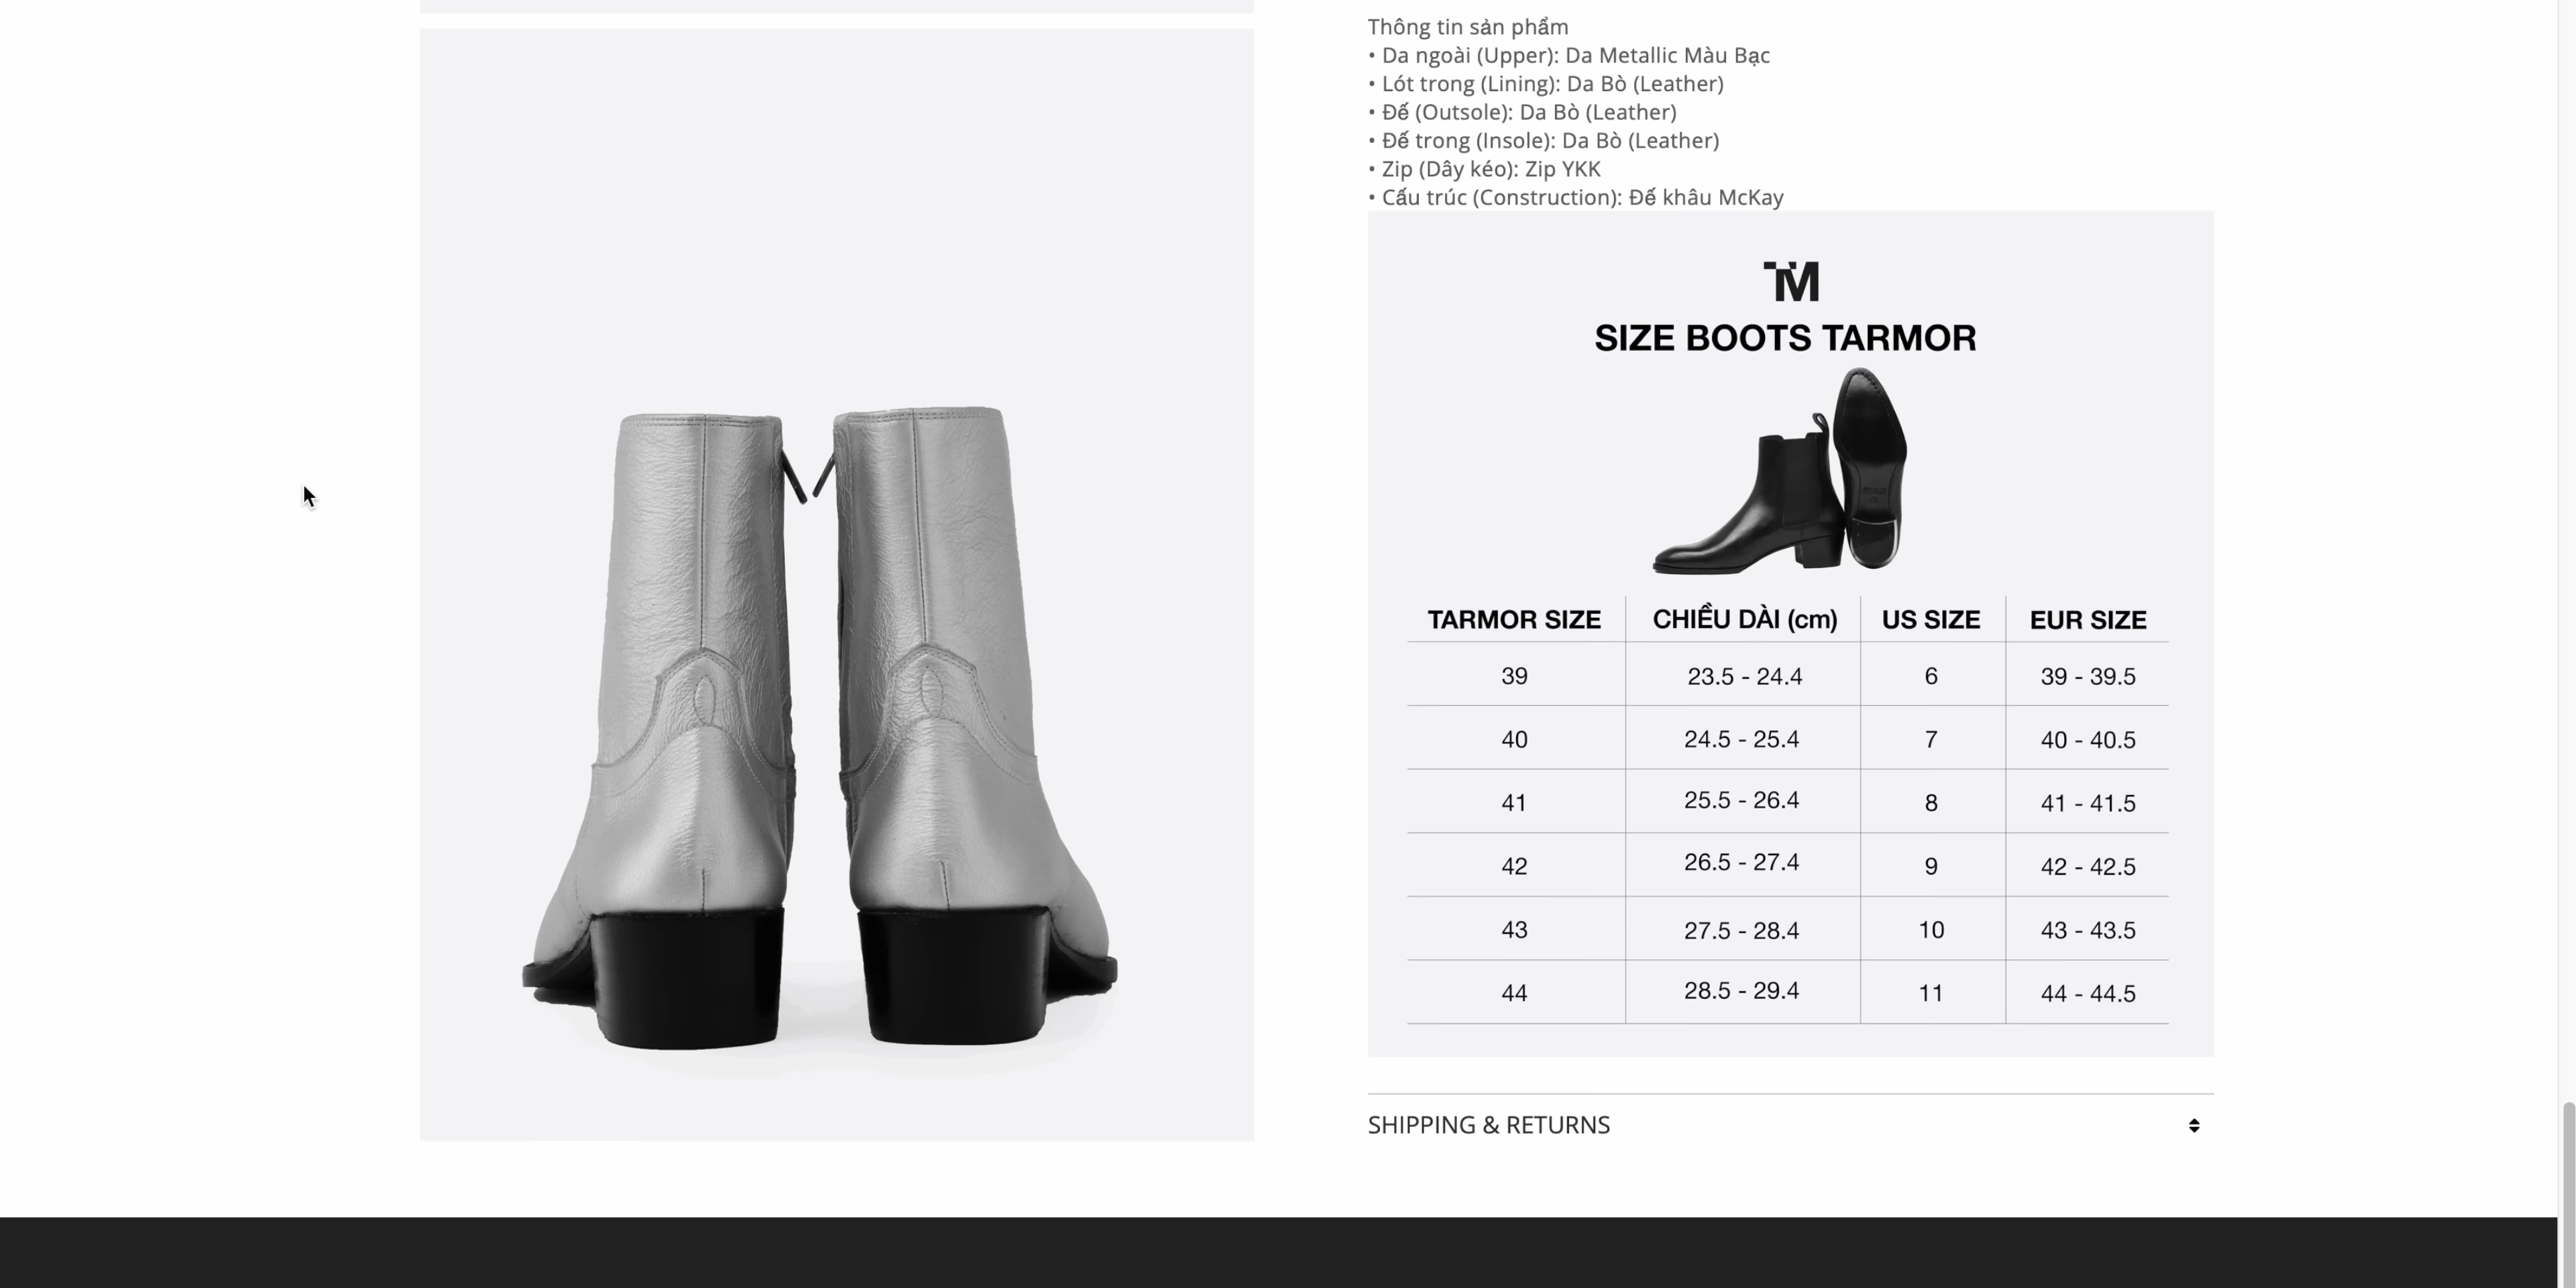 Thông tin sản phẩm
• Da ngoài (Upper): Da Metallic Màu Bạc
• Lót trong (Lining): Da Bò (Leather)
• Đế (Outsole): Da Bò (Leather)
• Đế trong (Insole): Da Bò (Leather)
• Zip (Dây kéo): Zip YKK
• Cấu trúc (Construction): Đế khâu McKay
TM
SIZE BOOTS TARMOR
TARMOR SIZE CHIỀU DÀI (cm) US SIZE EUR SIZE
39 23.5 - 24.4 6 39 - 39.5
40 24.5 - 25.4 7 40 - 40.5
41 25.5 - 26.4 8 41 - 41.5
42 26.5 - 27.4 9 42 - 42.5
43 27.5 - 28.4 10 43 - 43.5
44 28.5 - 29.4 11 44 - 44.5
SHIPPING & RETURNS